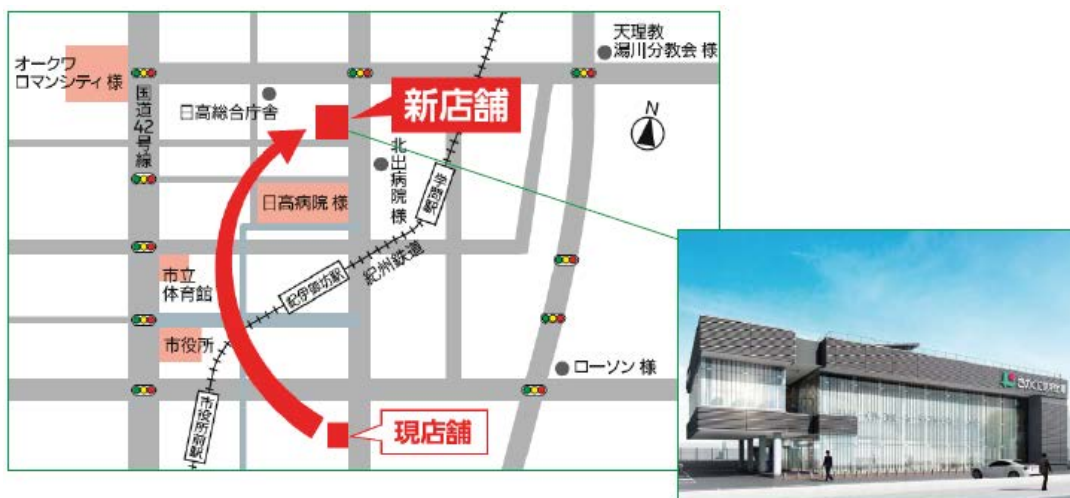 オークワ
ロマンシティ 様
国道42号線
日高総合庁舎
新店舗
天理教
湯川分教会 様
N
北出病院 様
学問駅
日高病院 様
紀伊御坊駅
紀州鉄道
市立
体育館
市役所
市役所前駅
ローソン 様
現店舗